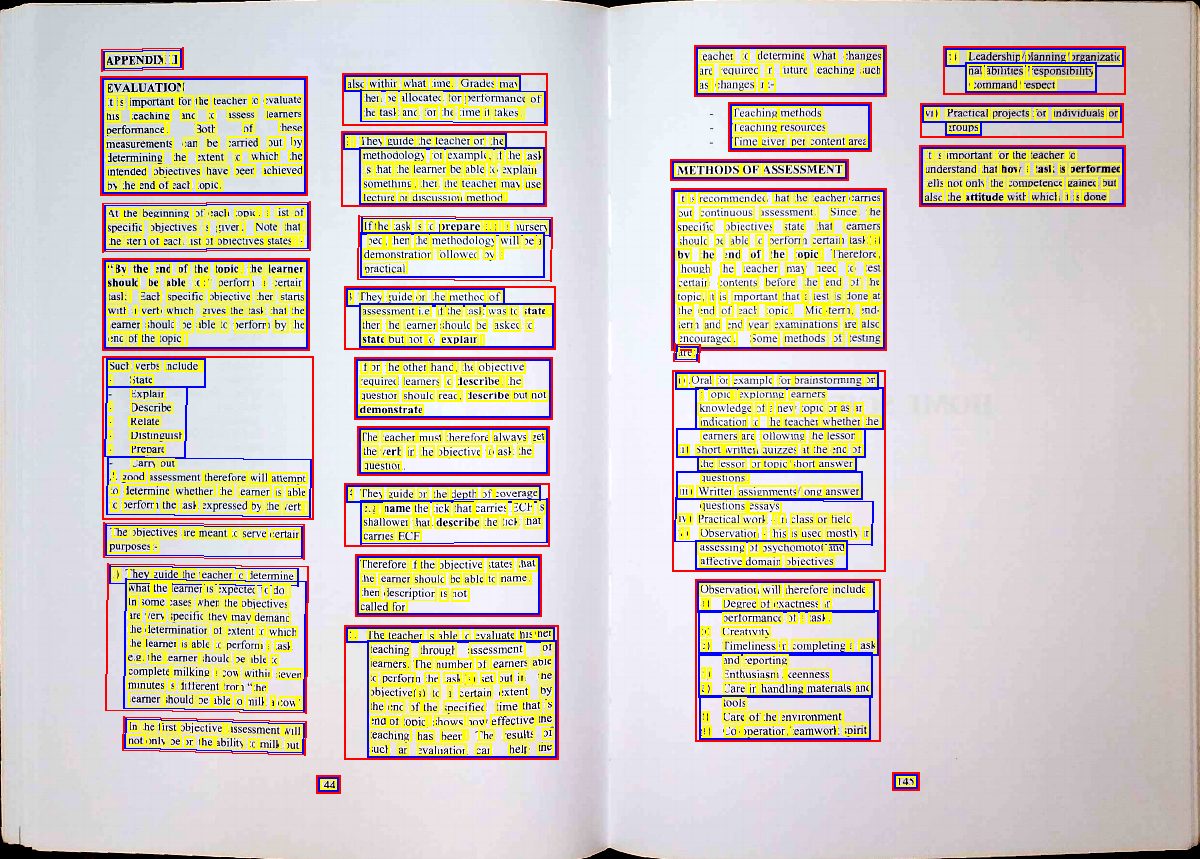 APPENDIX
EVALUATION
It is important for the teacher to evaluate
his teaching and to assess learners
performance. Both of these
measurements can be carried out by
determining the extent to which the
intended objectives have been achieved
by the end of each topic.
At the beginning of each topic, a list of
specific objectives is given. Note that
the stem of each list of objectives states :-
"By the end of the topic the learner
should be able to:" perform a certain
task. Each specific objective then starts
with a verb which gives the task that the
learner should be able to perform by the
end of the topic
Such verbs include
- State
- Explain
- Describe
- Relate
- Distinguish
- Prepare
- Carry out
A good assessment therefore will attempt
to determine whether the learner is able
to perform the task expressed by the verb
The objectives are meant to serve certain
purposes:-
They guide the teacher to determine
what the learner is expected to do
In some cases when the objectives
are very specific they may demand
the determination of extent to which
the learner is able to perform a task
e.g. the learner should be able to
complete milking a cow within seven
minutes is different from "the
learner should be able to milk a cow"
In the first objective assessment will
not only be on the ability to milk but
also within what time. Grades may
then be allocated for performance of
the task and for the time it takes
They guide the teacher on the
methodology for example, if the task
is that the learner be able to explain
something, then the teacher may use
lecture or discussion method
If the task is to prepare a nursery
bed, then the methodology will be a
demonstration followed by
practical
They guide on the method of
assessment i.e. if the task was to state
then the learner should be asked to
state but not to explain
If on the other hand, the objective
required learners to describe the
question should read, describe but not
demonstrate
The teacher must therefore always get
the verb in the objective to ask the
question.
They guide on the depth of coverage
e.g. name the tick that carries ECF is
shallower than describe the tick that
carries ECF
Therefore if the objective states that
the learner should be able to name
then description is not
called for
The teacher is able to evaluate his/her
teaching through assessment of
learners. The number of learners able
to perform the task as set out in the
objective(s) to a certain extent by
the end of the specified time that is
end of topic shows how effective the
teaching has been. The results of
such an evaluation can help the
144
teacher to determine what changes
are required in future teaching such
as changes in:-
- Teaching methods
- Teaching resources
- Time given per content area
METHODS OF ASSESSMENT
It is recommended that the teacher carries
out continuous assessment. Since the
specific objectives state that learners
should be able to perform certain tasks
by the end of the topic Therefore,
though the teacher may need to test
certain contents before the end of the
topic, it is important that a test is done at
the end of each topic. Mid-term, end-
term and end year examinations are also
encouraged. Some methods of testing
are:
i) Oral for example for brainstorming on
a topic exploring learners
knowledge of a new topic or as an
indication to the teacher whether the
learners are following the lesson
ii) Short written quizzes at the end of
the lesson or topic/short answer
questions
iii) Written assignments/long answer
questions essays
iv) Practical work - in class or field
v) Observation - this is used mostly in
assessing of psychomotor and
affective domain objectives
Observation will therefore include
Degree of exactness in
performance of a task.
Creativity
Timeliness in completing a task
and reporting
Enthusiasm/keenness
Care in handling materials and
tools
Care of the environment
Co-operation/teamwork spirit
Leadership/planning/organizatio
nal abilities/responsibility
command respect
vi) Practical projects for individuals or
groups
It is important for the teacher to
understand that how a task is performed
tells not only the competence gained but
also the attitude with which it is done
145